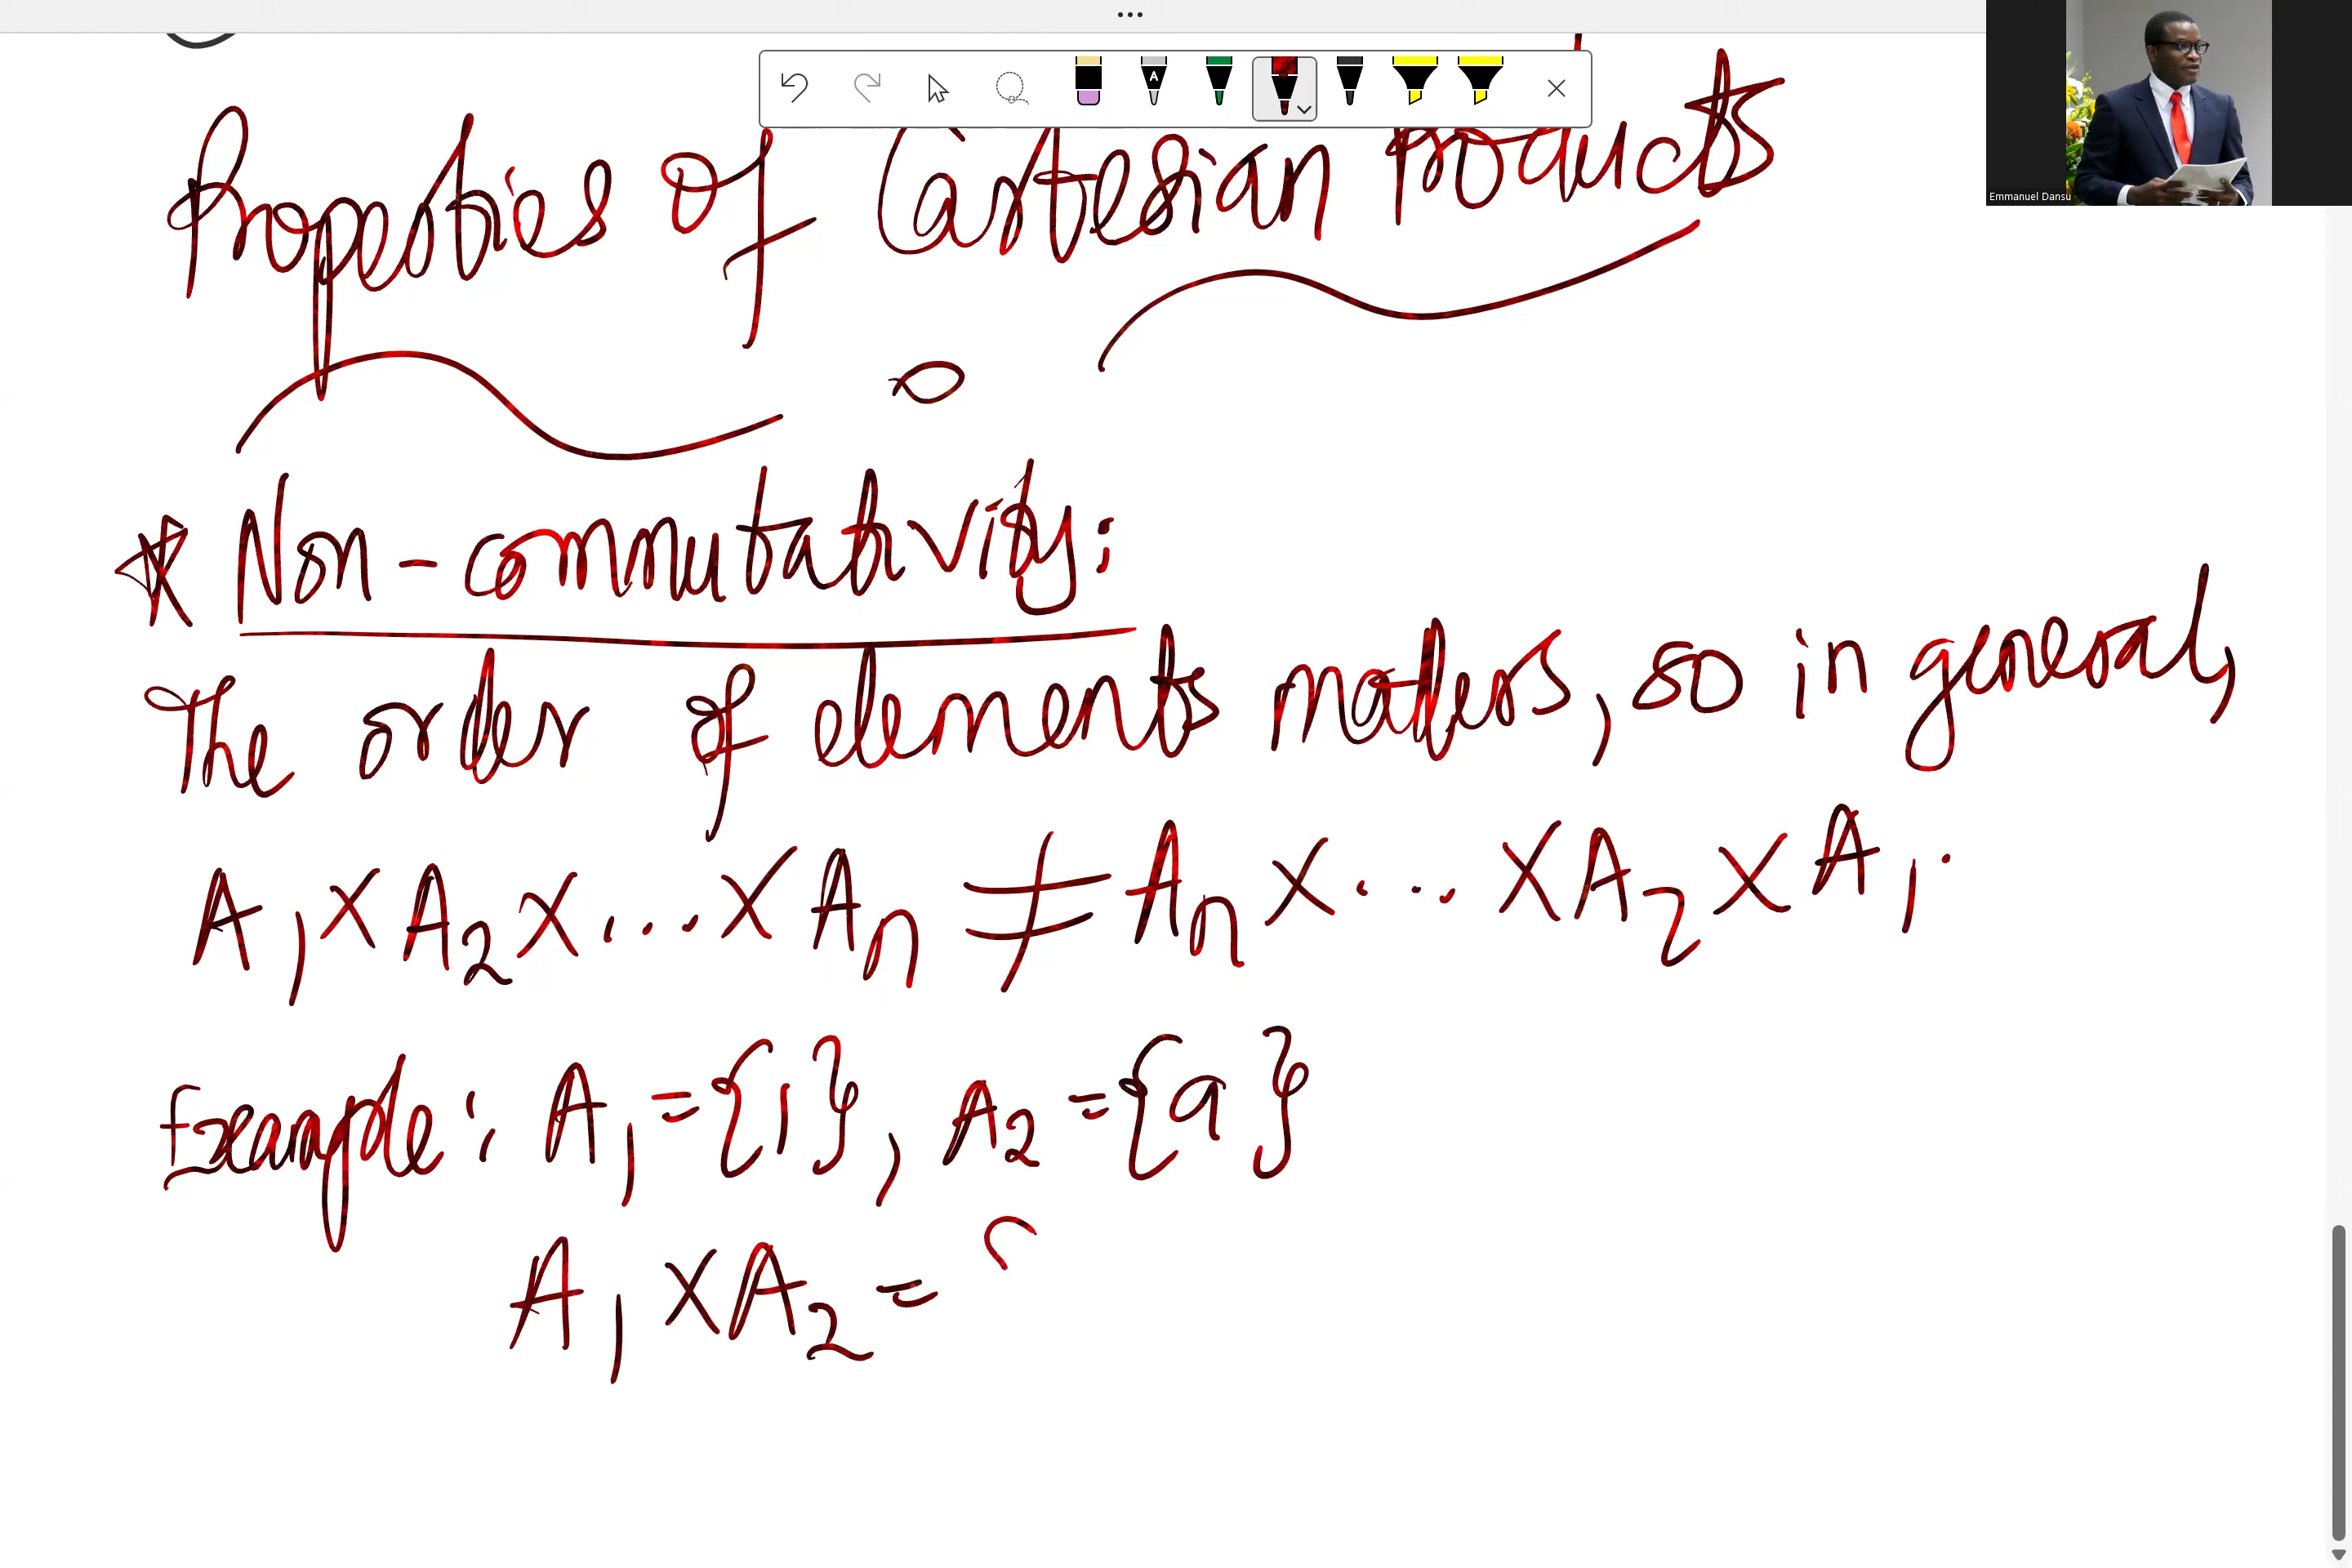 Emmanuel Dansu
A
Properties of Cartesian Products
* Non-commutativity:
The order of elements matters, so in general,
A₁ × A₂ × ... × Aₙ ≠ Aₙ × ... × A₂ × A₁.
Example: A₁ = {1}, A₂ = {a}
A₁ × A₂ =